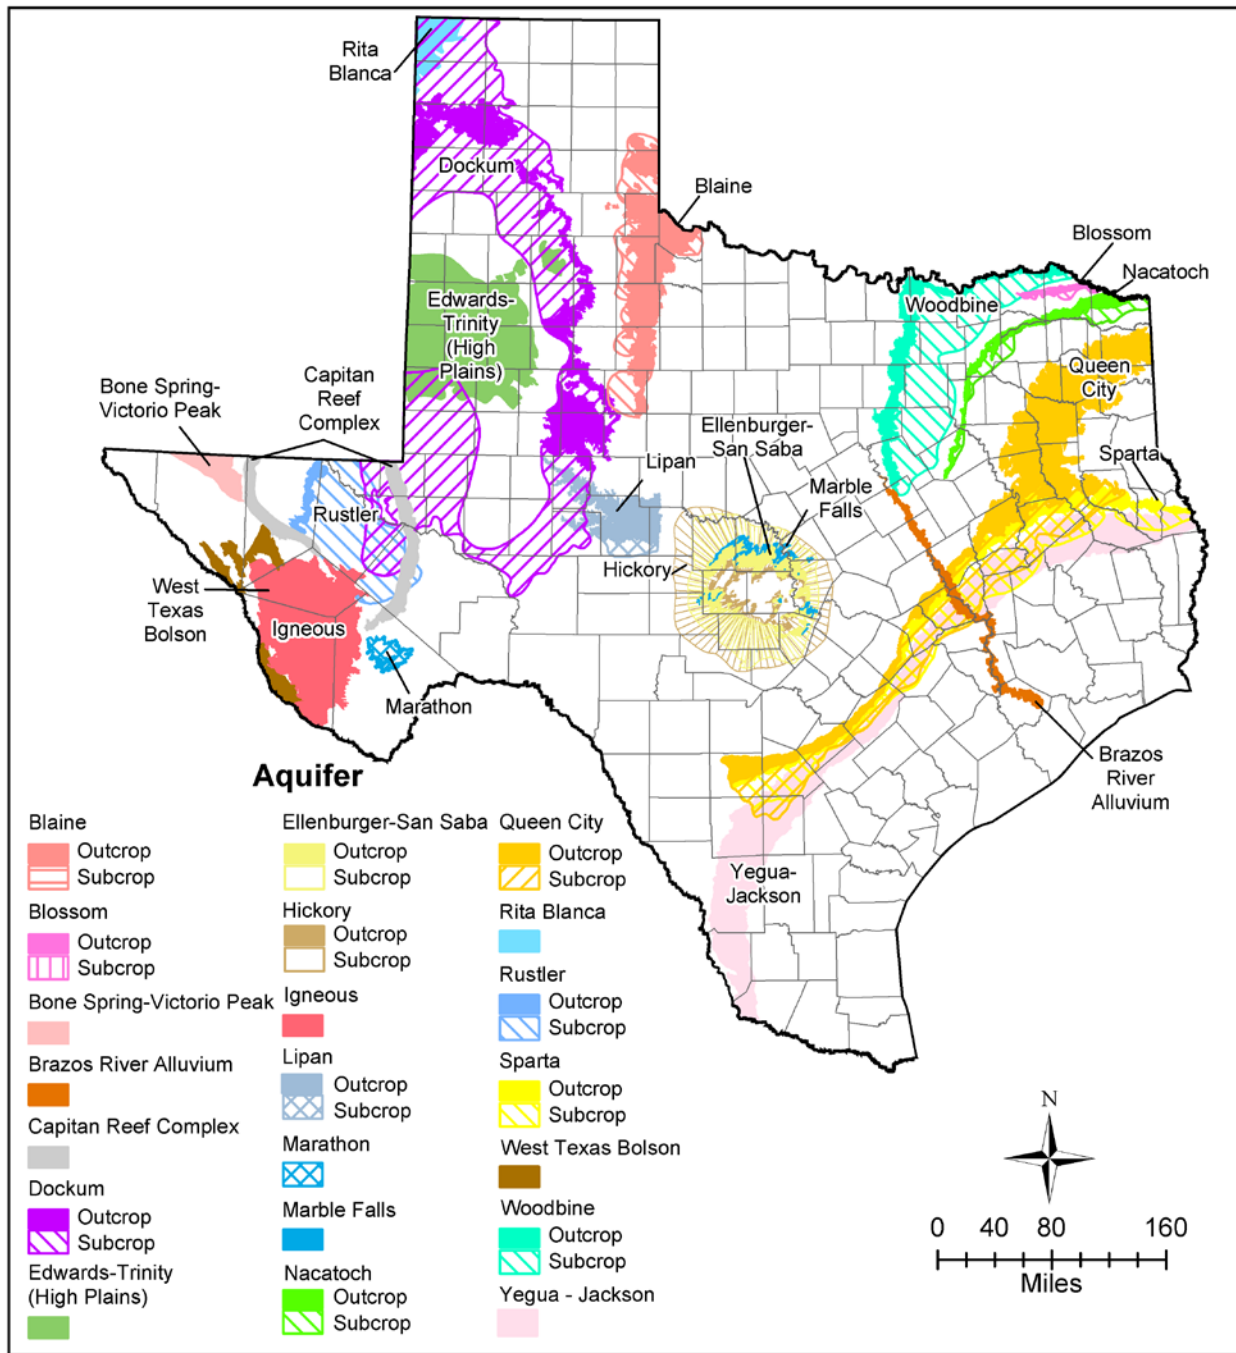 Rita
Blanca
Dockum
Blaine
Blossom
Nacatoch
Woodbine
Edwards-
Trinity
(High
Plains)
Queen
City
Bone Spring-
Victorio Peak
Capitan
Reef
Complex
Ellenburger-
San Saba
Sparta
Lipan
Marble
Falls
Rustler
Hickory
West
Texas
Bolson
Igneous
Marathon
Brazos
River
Alluvium
Yegua-
Jackson
Aquifer
Blaine
Outcrop
Subcrop
Blossom
Outcrop
Subcrop
Bone Spring-Victorio Peak
Brazos River Alluvium
Capitan Reef Complex
Dockum
Outcrop
Subcrop
Edwards-Trinity
(High Plains)
Ellenburger-San Saba
Outcrop
Subcrop
Hickory
Outcrop
Subcrop
Igneous
Lipan
Outcrop
Subcrop
Marathon
Marble Falls
Nacatoch
Outcrop
Subcrop
Queen City
Outcrop
Subcrop
Rita Blanca
Rustler
Outcrop
Subcrop
Sparta
Outcrop
Subcrop
West Texas Bolson
Woodbine
Outcrop
Subcrop
Yegua - Jackson
N
0 40 80 160
Miles